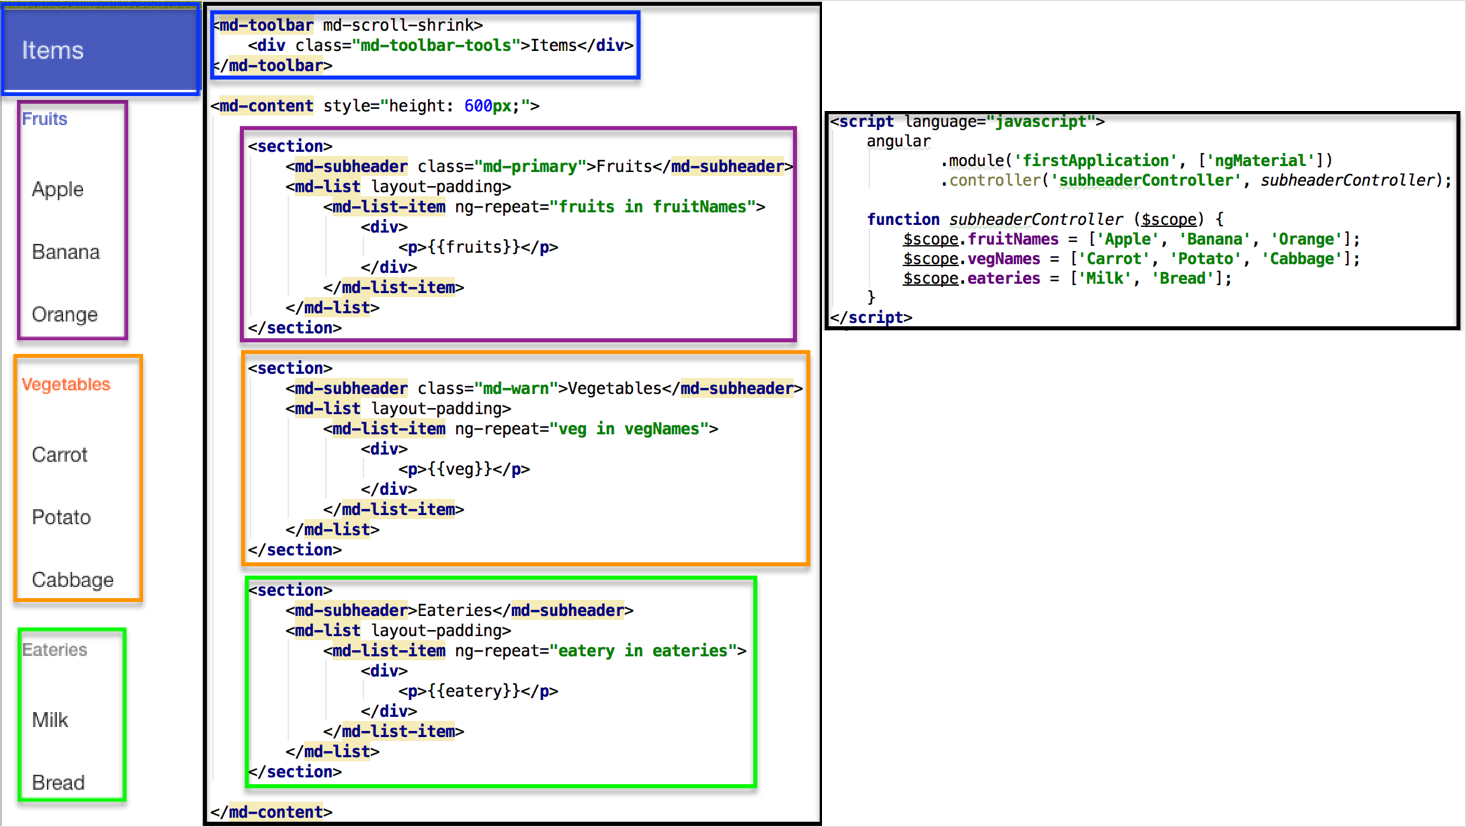 Items
Fruits
Apple
Banana
Orange
Vegetables
Carrot
Potato
Cabbage
Eateries
Milk
Bread
<md-toolbar md-scroll-shrink>
    <div class="md-toolbar-tools">Items</div>
</md-toolbar>
<md-content style="height: 600px;">
    <section>
        <md-subheader class="md-primary">Fruits</md-subheader>
        <md-list layout-padding>
            <md-list-item ng-repeat="fruits in fruitNames">
                <div>
                    <p>{{fruits}}</p>
                </div>
            </md-list-item>
        </md-list>
    </section>
    <section>
        <md-subheader class="md-warn">Vegetables</md-subheader>
        <md-list layout-padding>
            <md-list-item ng-repeat="veg in vegNames">
                <div>
                    <p>{{veg}}</p>
                </div>
            </md-list-item>
        </md-list>
    </section>
    <section>
        <md-subheader>Eateries</md-subheader>
        <md-list layout-padding>
            <md-list-item ng-repeat="eatery in eateries">
                <div>
                    <p>{{eatery}}</p>
                </div>
            </md-list-item>
        </md-list>
    </section>
</md-content>
<script language="javascript">
    angular
            .module('firstApplication', ['ngMaterial'])
            .controller('subheaderController', subheaderController);
    function subheaderController ($scope) {
        $scope.fruitNames = ['Apple', 'Banana', 'Orange'];
        $scope.vegNames = ['Carrot', 'Potato', 'Cabbage'];
        $scope.eateries = ['Milk', 'Bread'];
    }
</script>